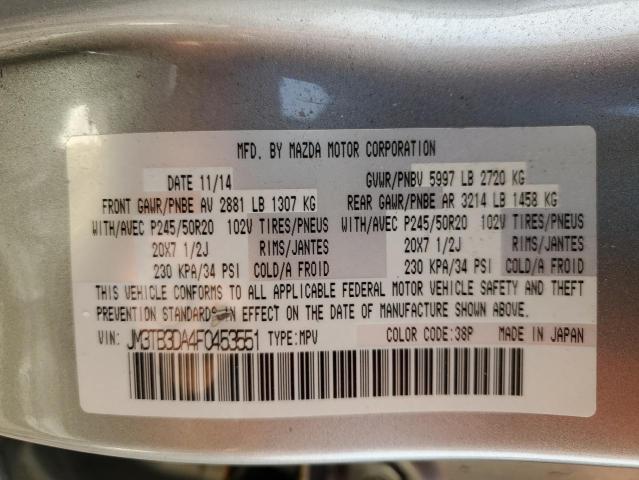 MFD. BY MAZDA MOTOR CORPORATION
DATE 11/14 GVWR/PNBV 5997 LB 2720 KG
FRONT GAWR/PNBE AV 2881 LB 1307 KG REAR GAWR/PNBE AR 3214 LB 1458 KG
WITH/AVEC P245/50R20 102V TIRES/PNEUS WITH/AVEC P245/50R20 102V TIRES/PNEUS
20X7 1/2J RIMS/JANTES 20X7 1/2J RIMS/JANTES
230 KPA/34 PSI COLD/A FROID 230 KPA/34 PSI COLD/A FROID
THIS VEHICLE CONFORMS TO ALL APPLICABLE FEDERAL MOTOR VEHICLE SAFETY AND THEFT
PREVENTION STANDARDS IN EFFECT ON THE DATE OF MANUFACTURE SHOWN ABOVE.
VIN: JM3TB3DA4F0453551 TYPE:MPV COLOR CODE:38P MADE IN JAPAN